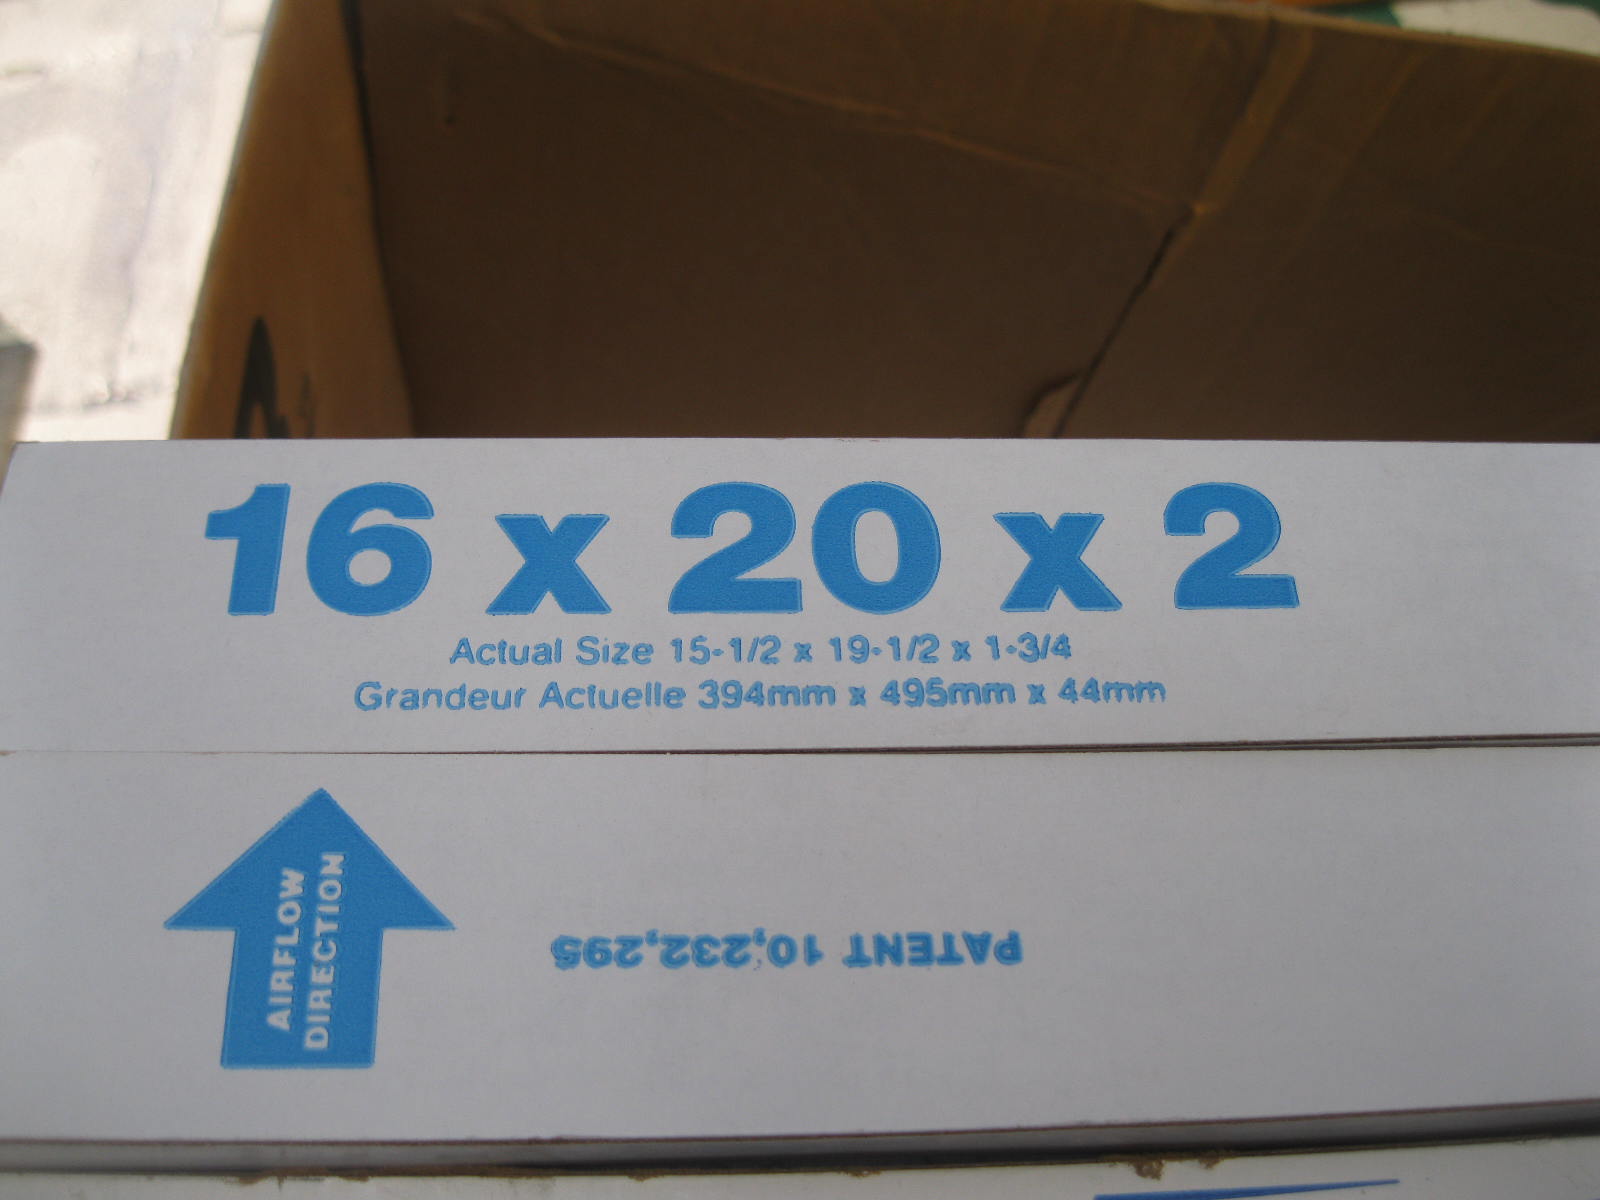 16 x 20 x 2
Actual Size 15-1/2 x 19-1/2 x 1-3/4
Grandeur Actuelle 394mm x 495mm x 44mm
AIRFLOW
DIRECTION
PATENT 10,232,295